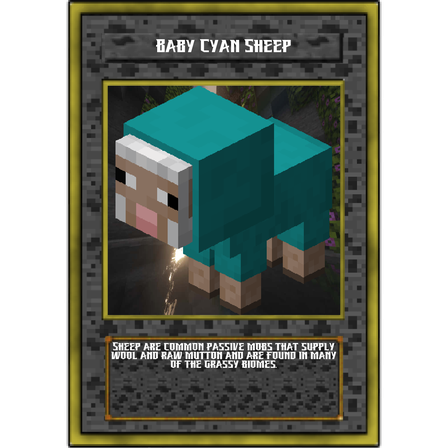 Baby Cyan Sheep
Sheep are common passive mobs that supply
wool and raw mutton and are found in many
of the grassy biomes.